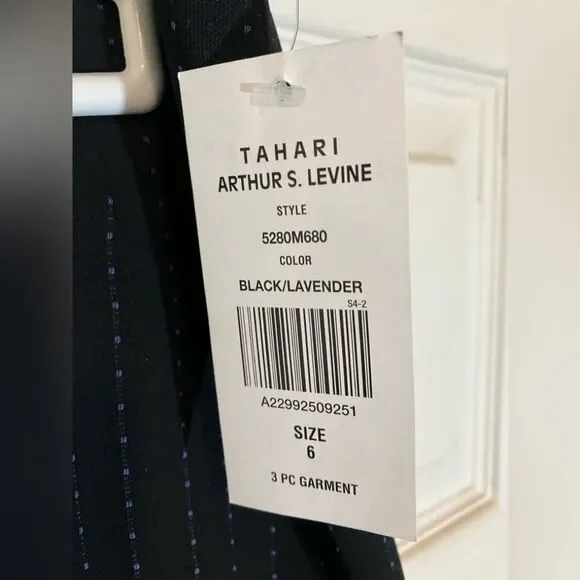 TAHARI
ARTHUR S. LEVINE
STYLE
5280M680
COLOR
BLACK/LAVENDER
S4-2
A22992509251
SIZE
6
3 PC GARMENT